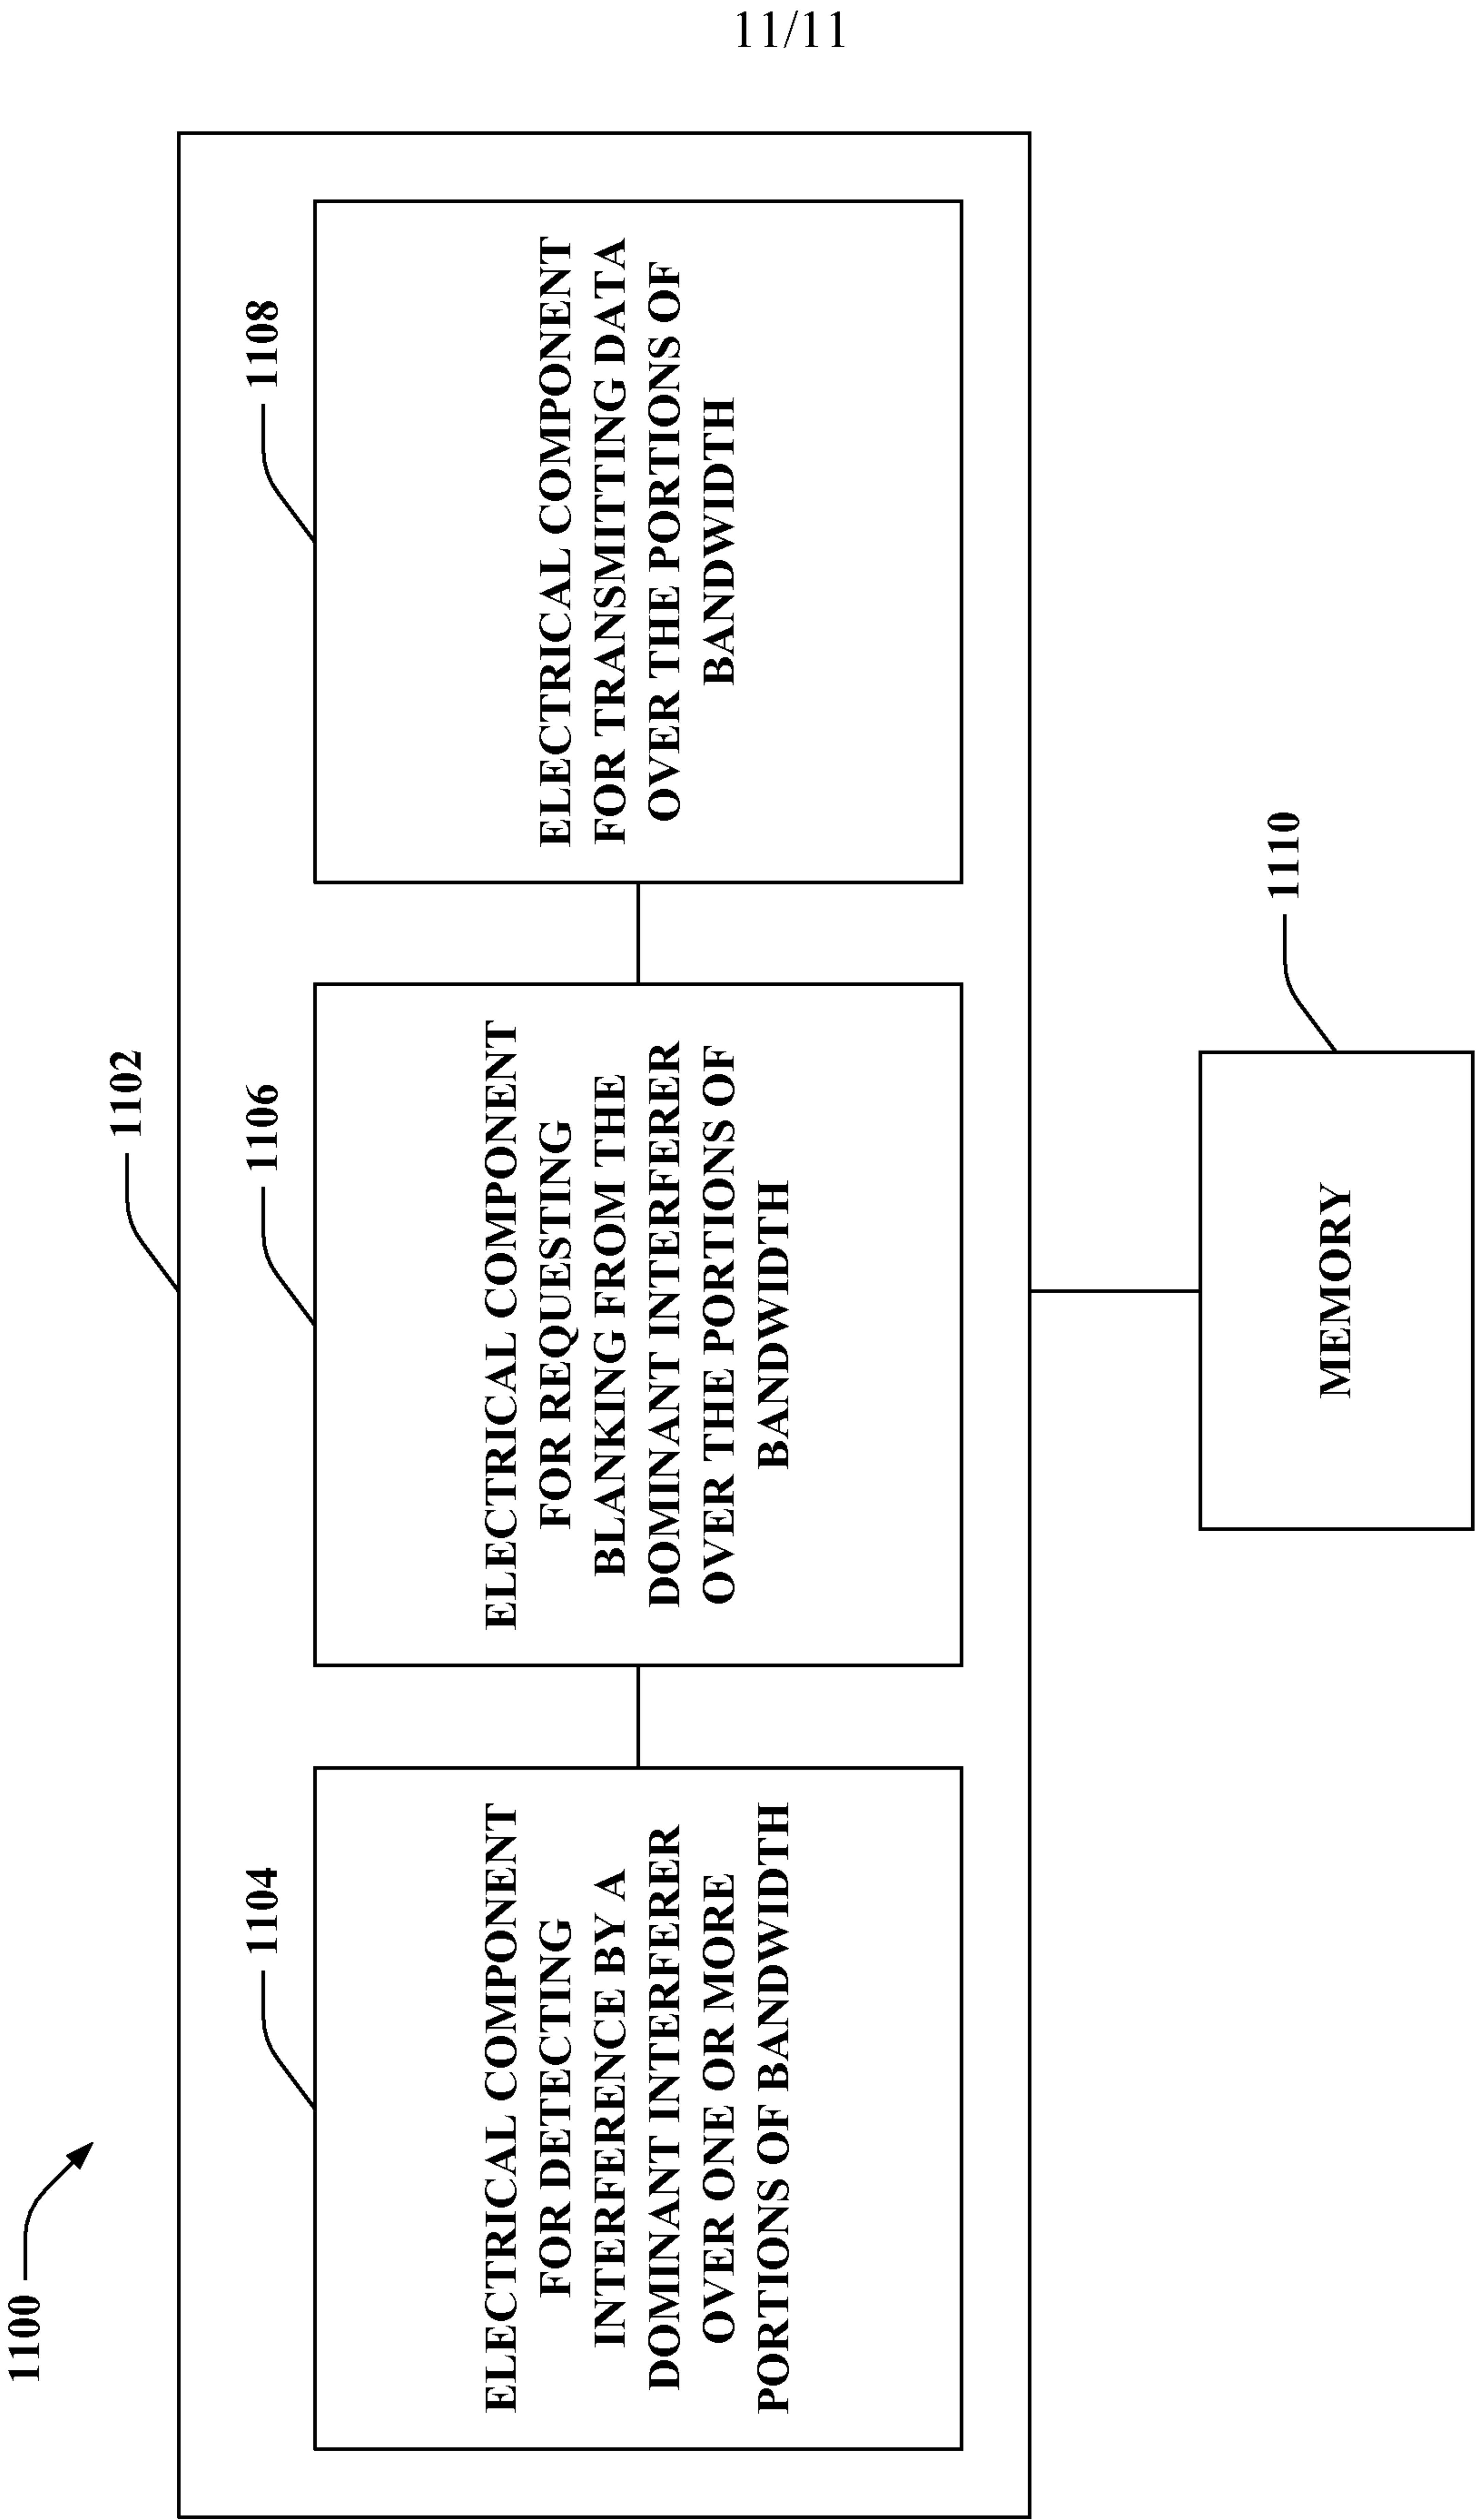 11/11
1100
1102
1104
ELECTRICAL COMPONENT
FOR DETECTING
INTERFERENCE BY A
DOMINANT INTERFERER
OVER ONE OR MORE
PORTIONS OF BANDWIDTH
1106
ELECTRICAL COMPONENT
FOR REQUESTING
BLANKING FROM THE
DOMINANT INTERFERER
OVER THE PORTIONS OF
BANDWIDTH
1108
ELECTRICAL COMPONENT
FOR TRANSMITTING DATA
OVER THE PORTIONS OF
BANDWIDTH
1110
MEMORY